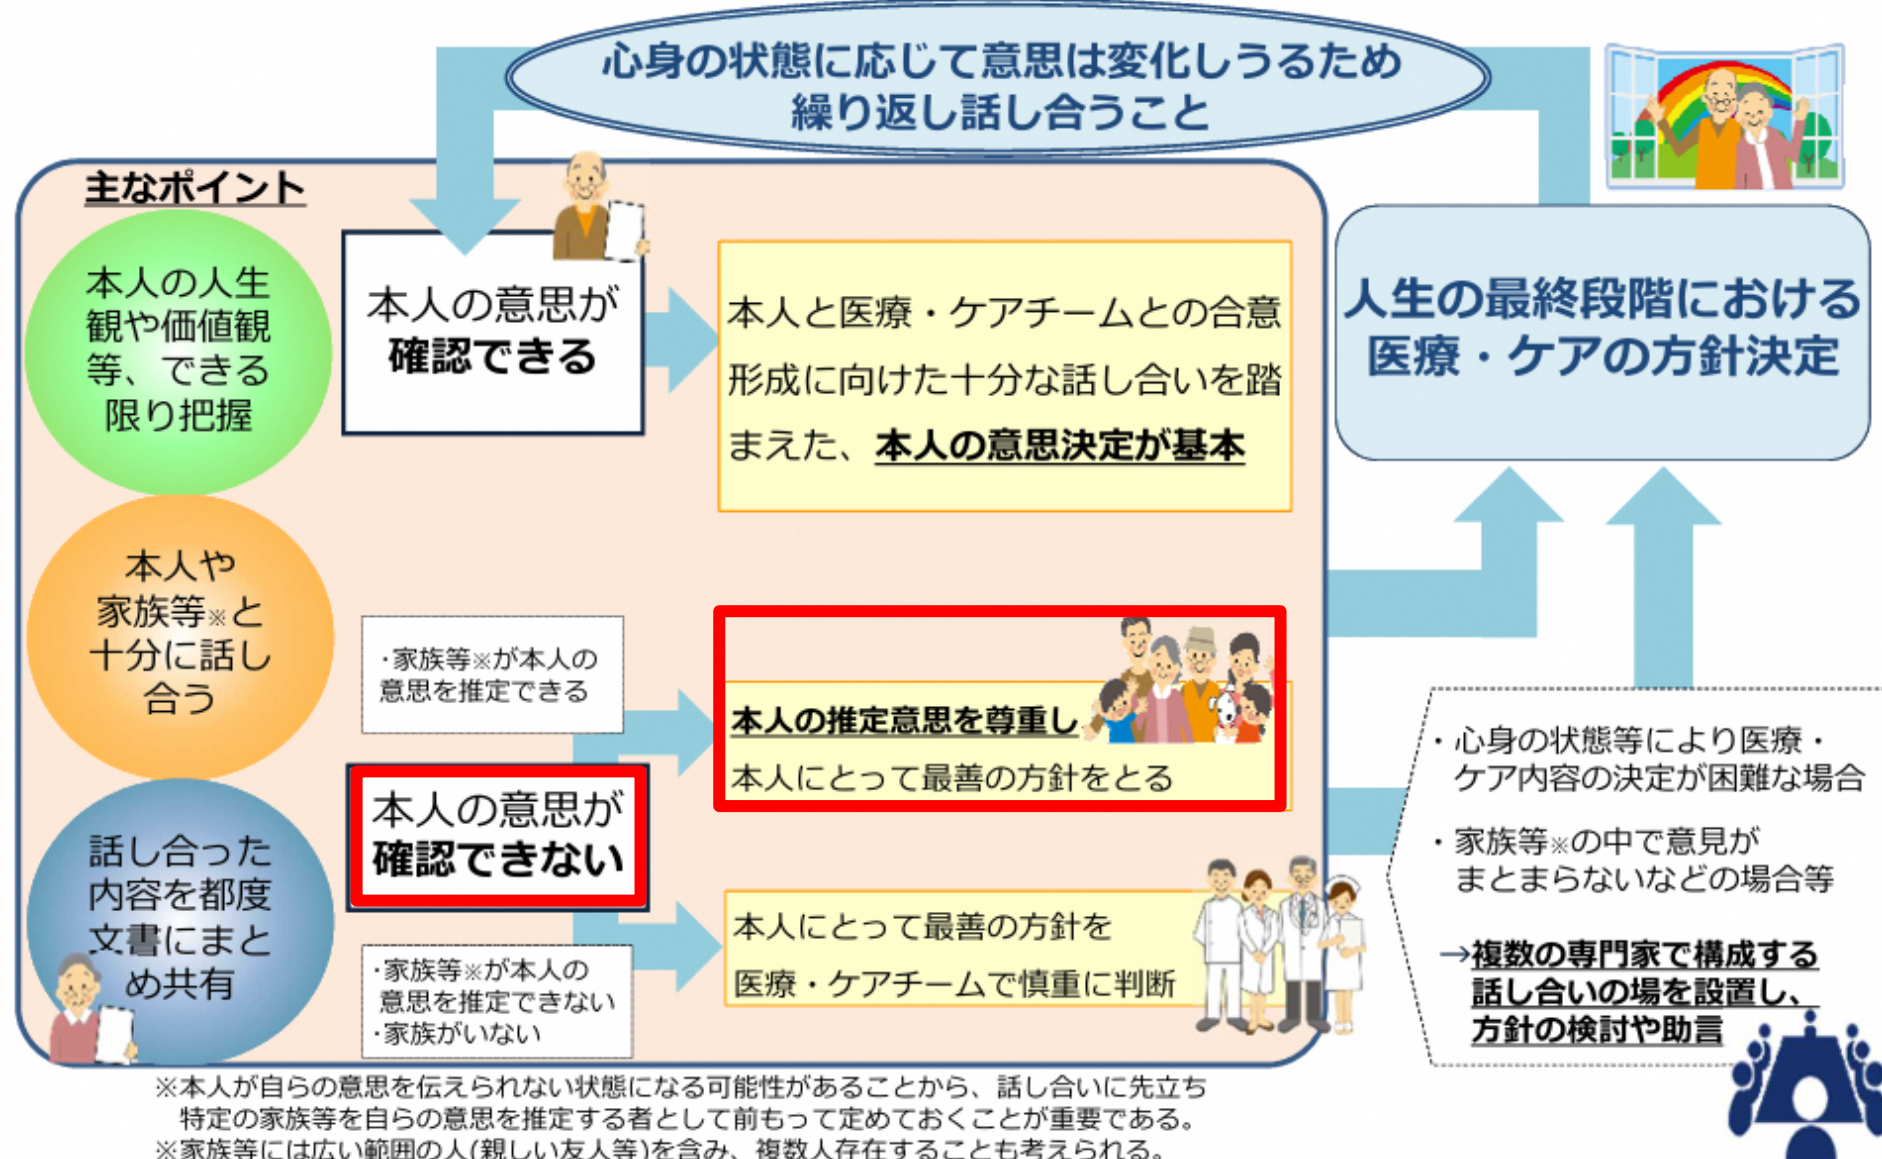 心身の状態に応じて意思は変化しうるため
繰り返し話し合うこと
主なポイント
本人の人生
観や価値観
等、できる
限り把握
本人や
家族等※と
十分に話し
合う
話し合った
内容を都度
文書にまと
め共有
本人の意思が
確認できる
本人と医療・ケアチームとの合意
形成に向けた十分な話し合いを踏
まえた、本人の意思決定が基本
人生の最終段階における
医療・ケアの方針決定
・家族等※が本人の
意思を推定できる
本人の意思が
確認できない
・家族等※が本人の
意思を推定できない
・家族がいない
本人の推定意思を尊重し
本人にとって最善の方針をとる
本人にとって最善の方針を
医療・ケアチームで慎重に判断
・心身の状態等により医療・
ケア内容の決定が困難な場合
・家族等※の中で意見が
まとまらないなどの場合等
→複数の専門家で構成する
話し合いの場を設置し、
方針の検討や助言
※本人が自らの意思を伝えられない状態になる可能性があることから、話し合いに先立ち
特定の家族等を自らの意思を推定する者として前もって定めておくことが重要である。
※家族等には広い範囲の人(親しい友人等)を含み、複数人存在することも考えられる。